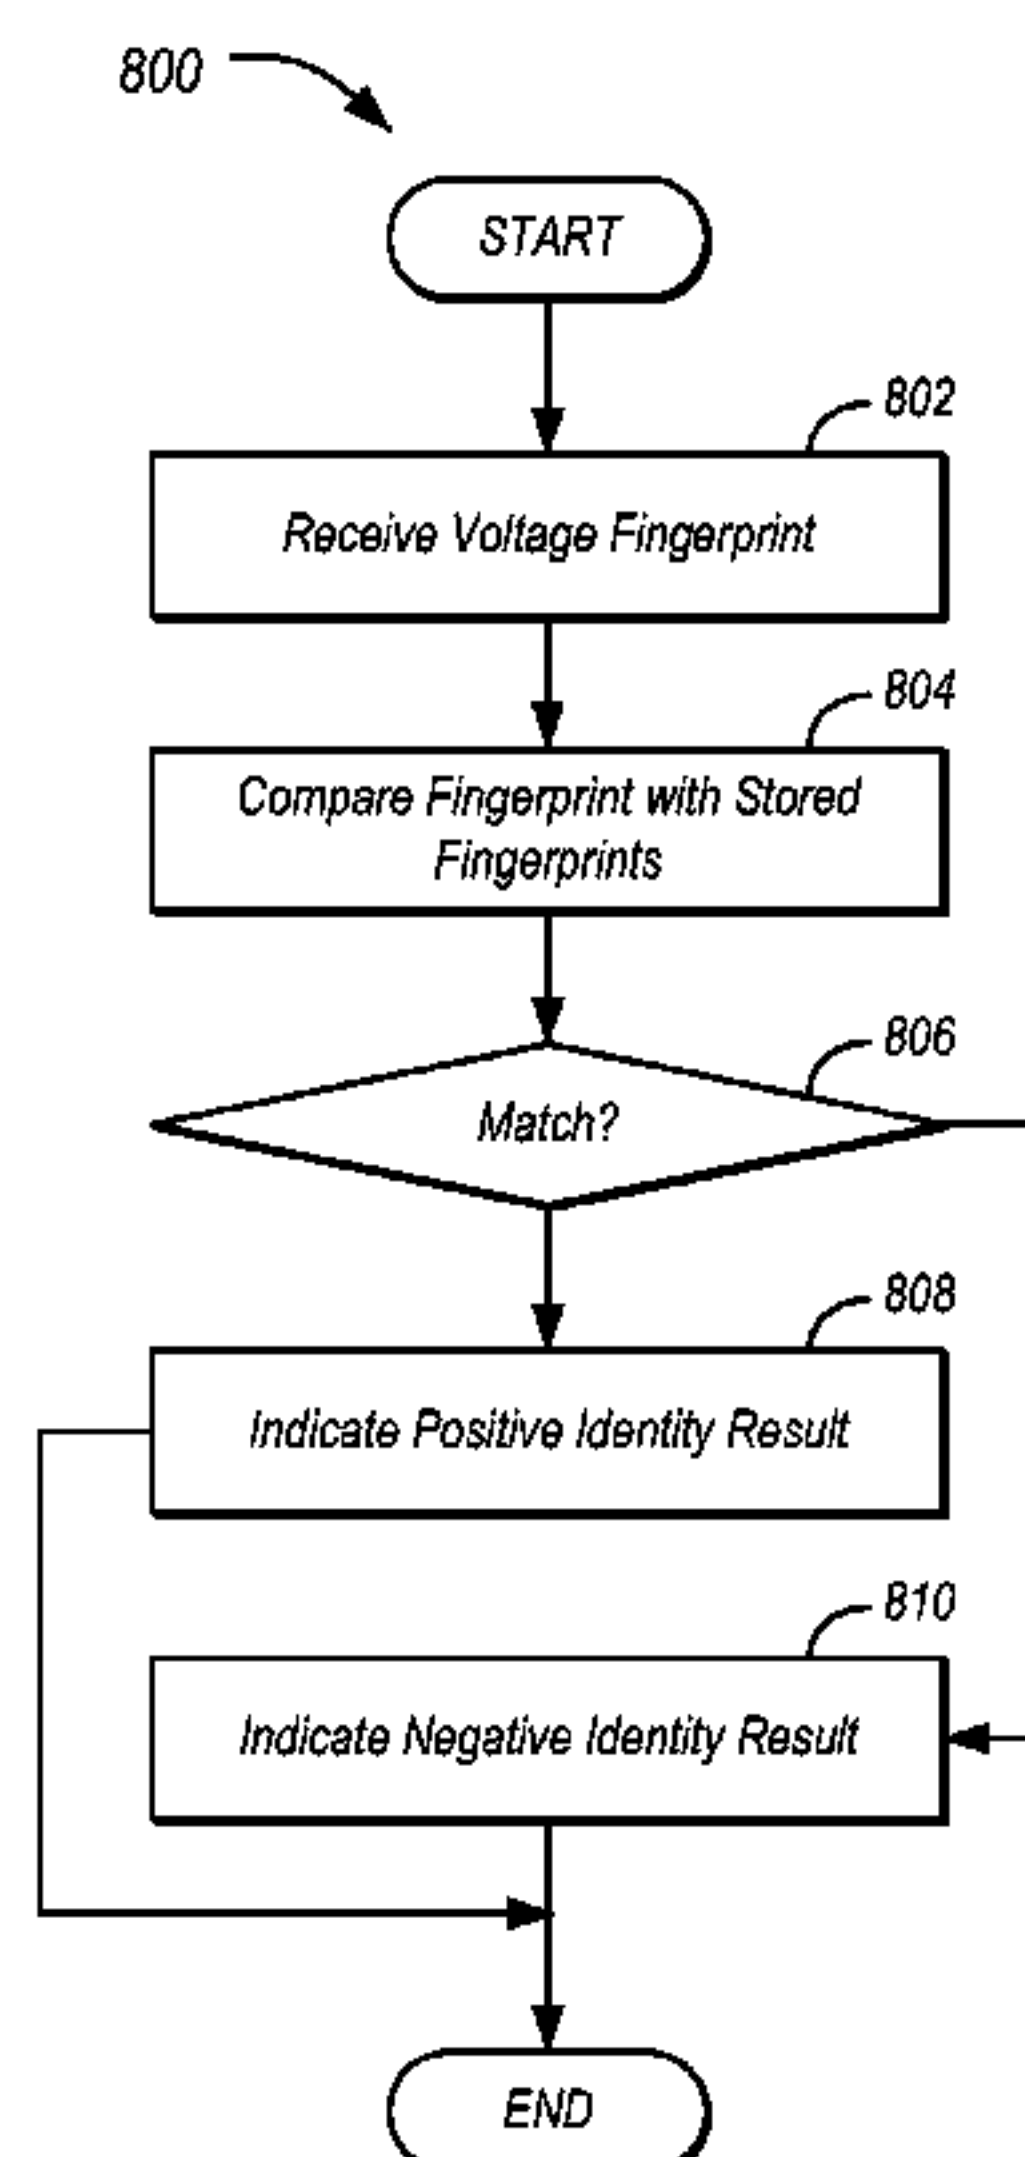 800
START
802
Receive Voltage Fingerprint
804
Compare Fingerprint with Stored
Fingerprints
806
Match?
808
Indicate Positive Identity Result
810
Indicate Negative Identity Result
END